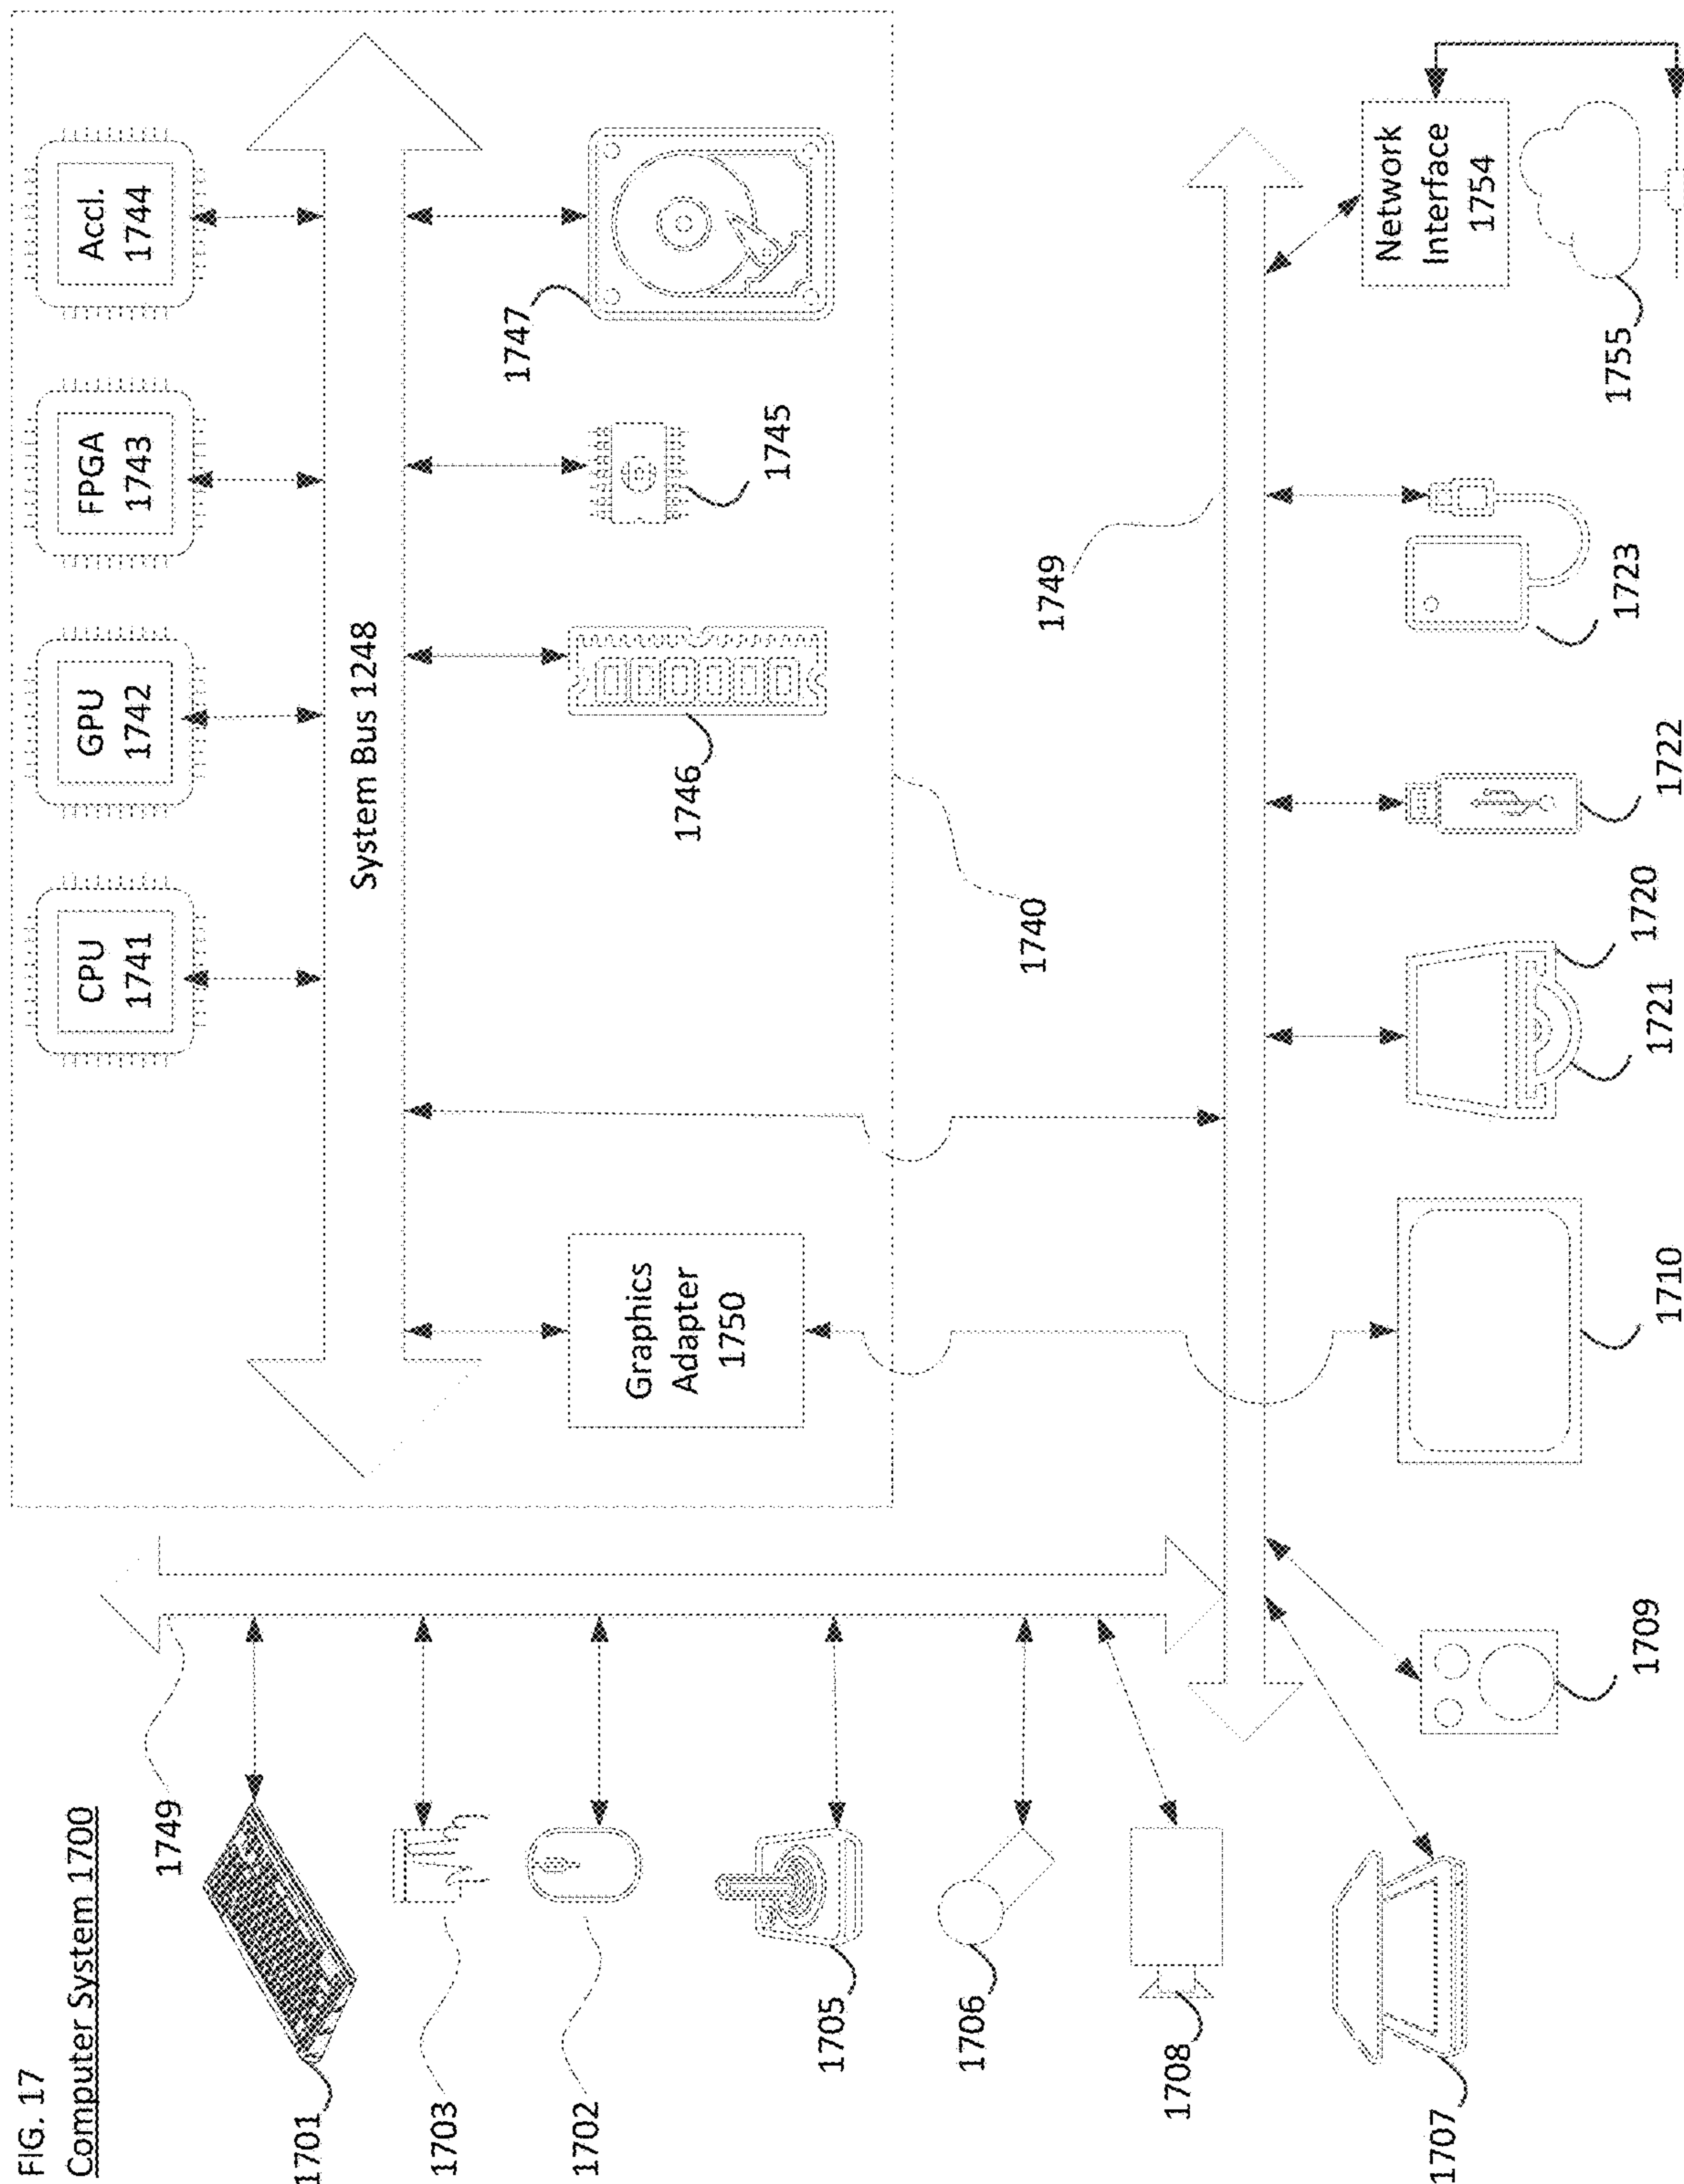 FIG. 17
Computer System 1700
CPU
1741
GPU
1742
FPGA
1743
Accl.
1744
System Bus 1248
1749
1701
1703
1702
1705
1706
1708
1707
1709
Graphics
Adapter
1750
1746
1745
1747
1740
1749
1710
1721
1720
1722
1723
Network
Interface
1754
1755